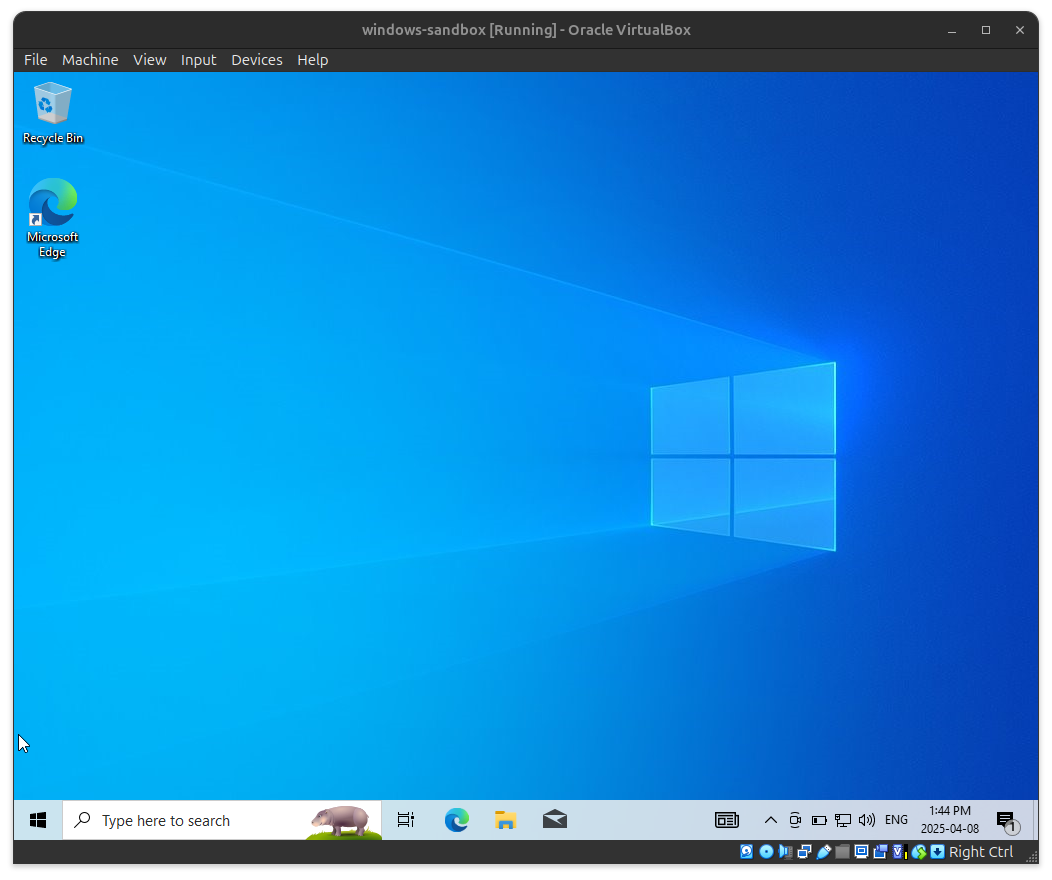 windows-sandbox [Running] - Oracle VirtualBox
File Machine View Input Devices Help
Recycle Bin
Microsoft
Edge
Type here to search
ENG
1:44 PM
2025-04-08
1
Right Ctrl